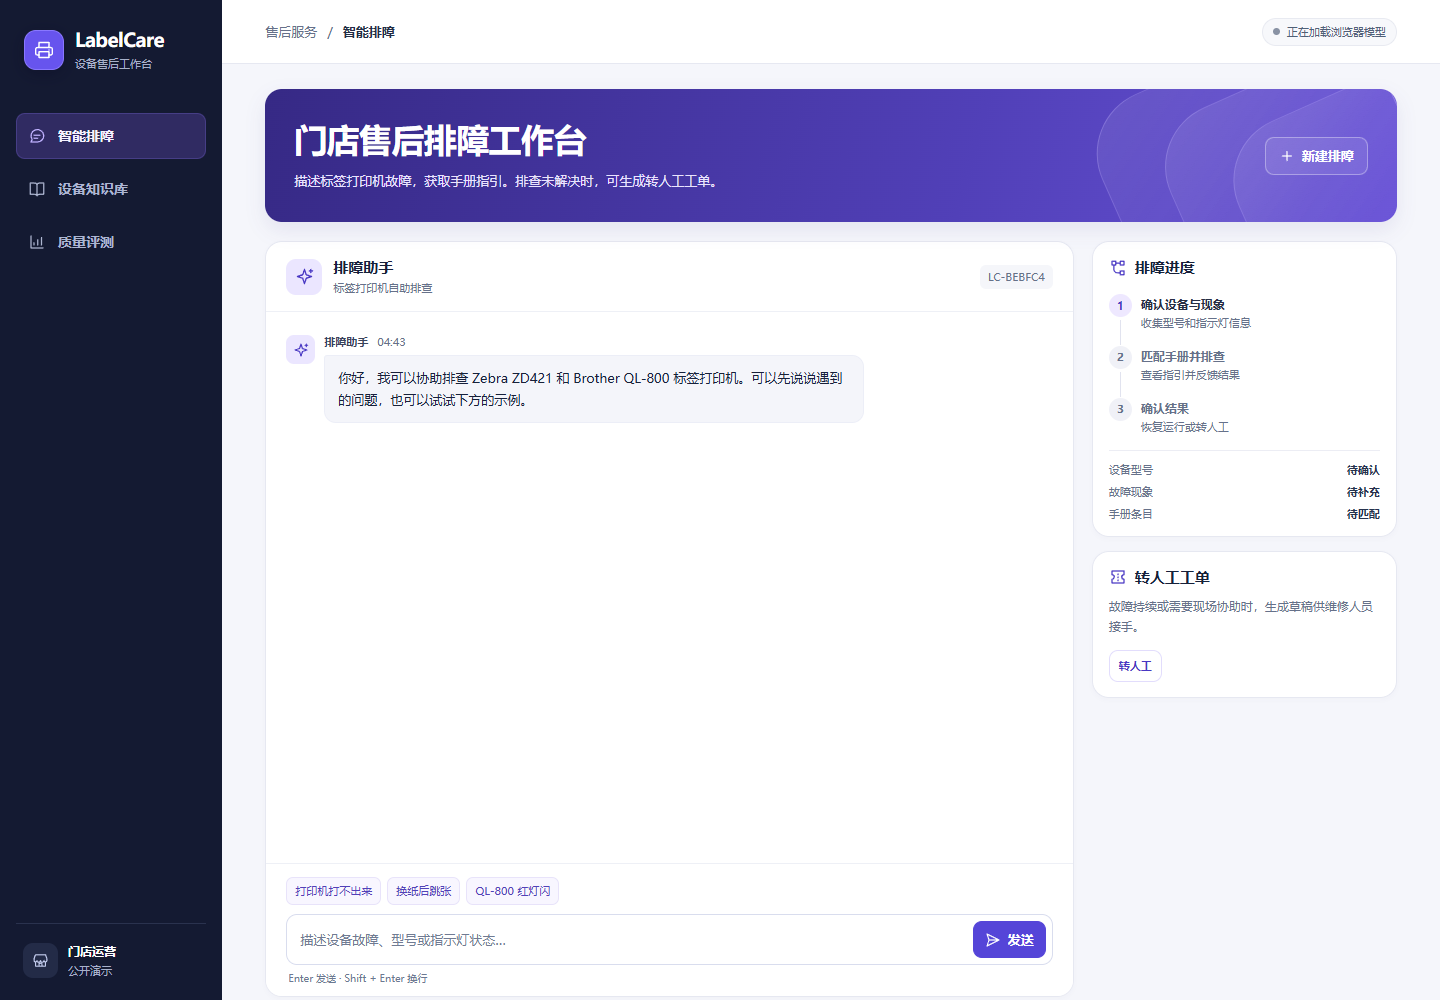 LabelCare
设备售后工作台
智能排障
设备知识库
质量评测
门店运营
公开演示
售后服务 / 智能排障
正在加载浏览器模型
门店售后排障工作台
描述标签打印机故障，获取手册指引。排查未解决时，可生成转人工工单。
新建排障
排障助手
标签打印机自助排查
LC-BEBFC4
排障助手 04:43
你好，我可以协助排查 Zebra ZD421 和 Brother QL-800 标签打印机。可以先说说遇到
的问题，也可以试试下方的示例。
打印机打不出来
换纸后跳张
QL-800 红灯闪
描述设备故障、型号或指示灯状态...
发送
Enter 发送 · Shift + Enter 换行
排障进度
1 确认设备与现象
收集型号和指示灯信息
2 匹配手册并排查
查看指引并反馈结果
3 确认结果
恢复运行或转人工
设备型号 待确认
故障现象 待补充
手册条目 待匹配
转人工工单
故障持续或需要现场协助时，生成草稿供维修人员
接手。
转人工